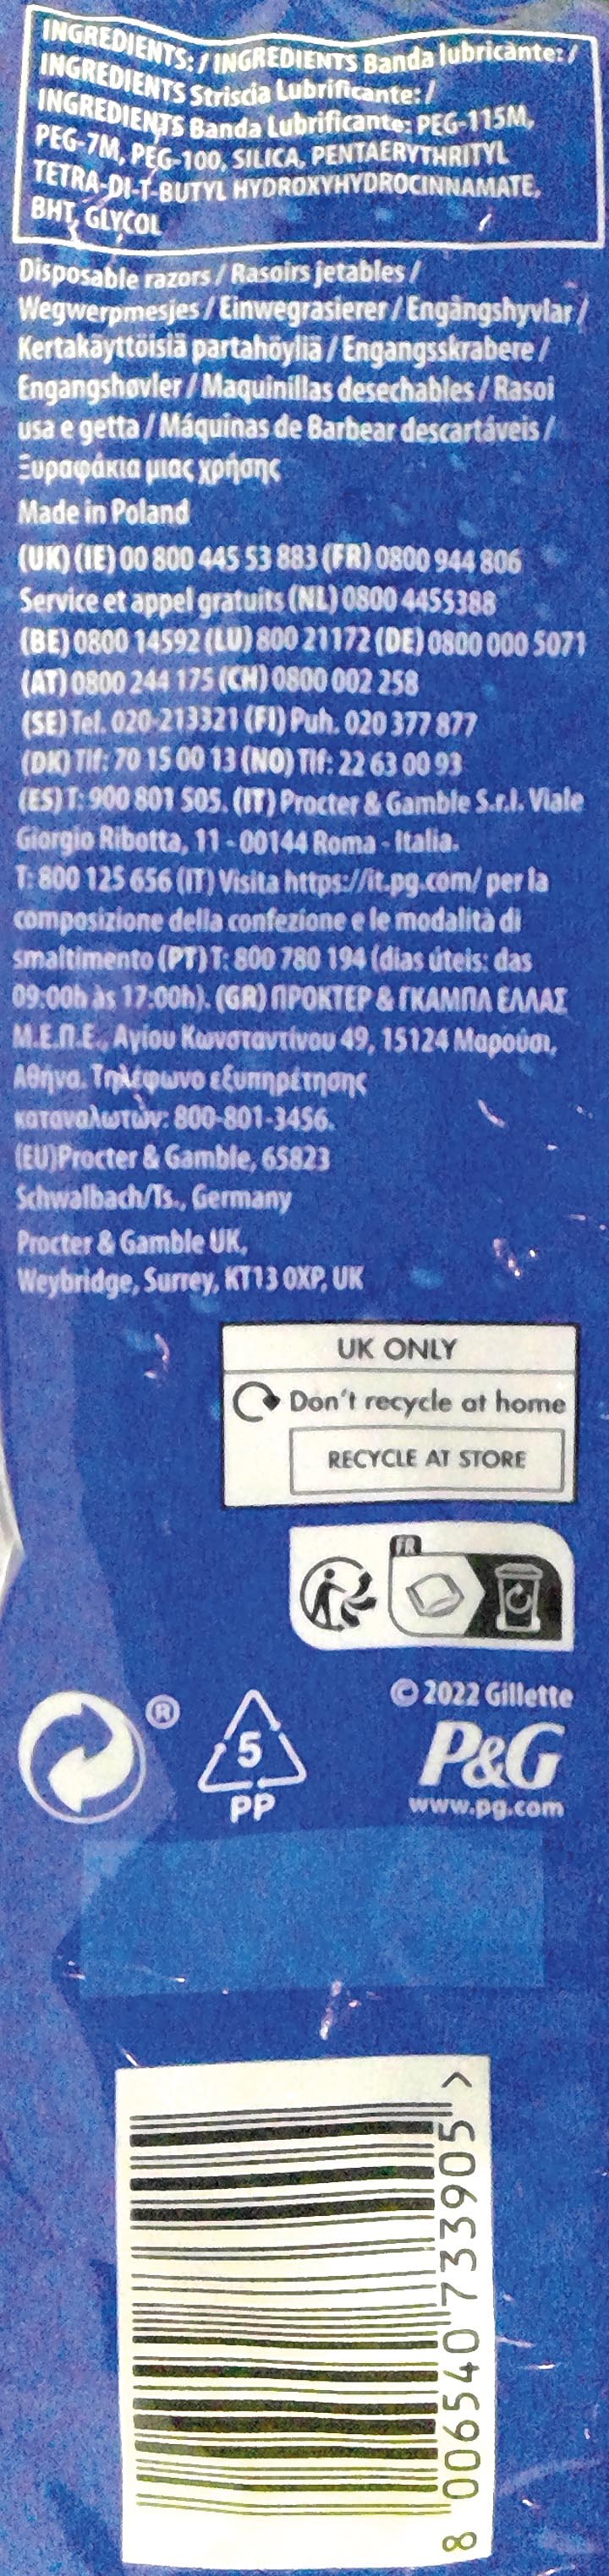 INGREDIENTS: / INGREDIENTS Banda lubricante: /
INGREDIENTS Striscia Lubrificante: /
INGREDIENTS Banda Lubrificante: PEG-115M,
PEG-7M, PEG-100, SILICA, PENTAERYTHRITYL
TETRA-DI-T-BUTYL HYDROXYHYDROCINNAMATE,
BHT, GLYCOL
Disposable razors / Rasoirs jetables /
Wegwerpmesjes / Einwegrasierer / Engångshyvlar /
Kertakäyttöisiä partahöyliä / Engangsskrabere /
Engangshøvler / Maquinillas desechables / Rasoi
usa e getta / Máquinas de Barbear descartáveis /
Ξυραφάκια μιας χρήσης
Made in Poland
(UK) (IE) 00 800 445 53 883 (FR) 0800 944 806
Service et appel gratuits (NL) 0800 4455388
(BE) 0800 14592 (LU) 800 21172 (DE) 0800 000 5071
(AT) 0800 244 175 (CH) 0800 002 258
(SE) Tel. 020-213321 (FI) Puh. 020 377 877
(DK) Tlf: 70 15 00 13 (NO) Tlf: 22 63 00 93
(ES) T: 900 801 505. (IT) Procter & Gamble S.r.l. Viale
Giorgio Ribotta, 11 - 00144 Roma - Italia.
T: 800 125 656 (IT) Visita https://it.pg.com/ per la
composizione della confezione e le modalità di
smaltimento (PT) T: 800 780 194 (dias úteis: das
09:00h às 17:00h). (GR) ΠΡΟΚΤΕΡ & ΓΚΑΜΠΛ ΕΛΛΑΣ
Μ.Ε.Π.Ε., Αγίου Κωνσταντίνου 49, 15124 Μαρούσι,
Αθήνα. Τηλέφωνο εξυπηρέτησης
καταναλωτών: 800-801-3456.
(EU)Procter & Gamble, 65823
Schwalbach/Ts., Germany
Procter & Gamble UK,
Weybridge, Surrey, KT13 0XP, UK
UK ONLY
Don't recycle at home
RECYCLE AT STORE
FR
® 5
PP
© 2022 Gillette
P&G
www.pg.com
8 006540 733905 >